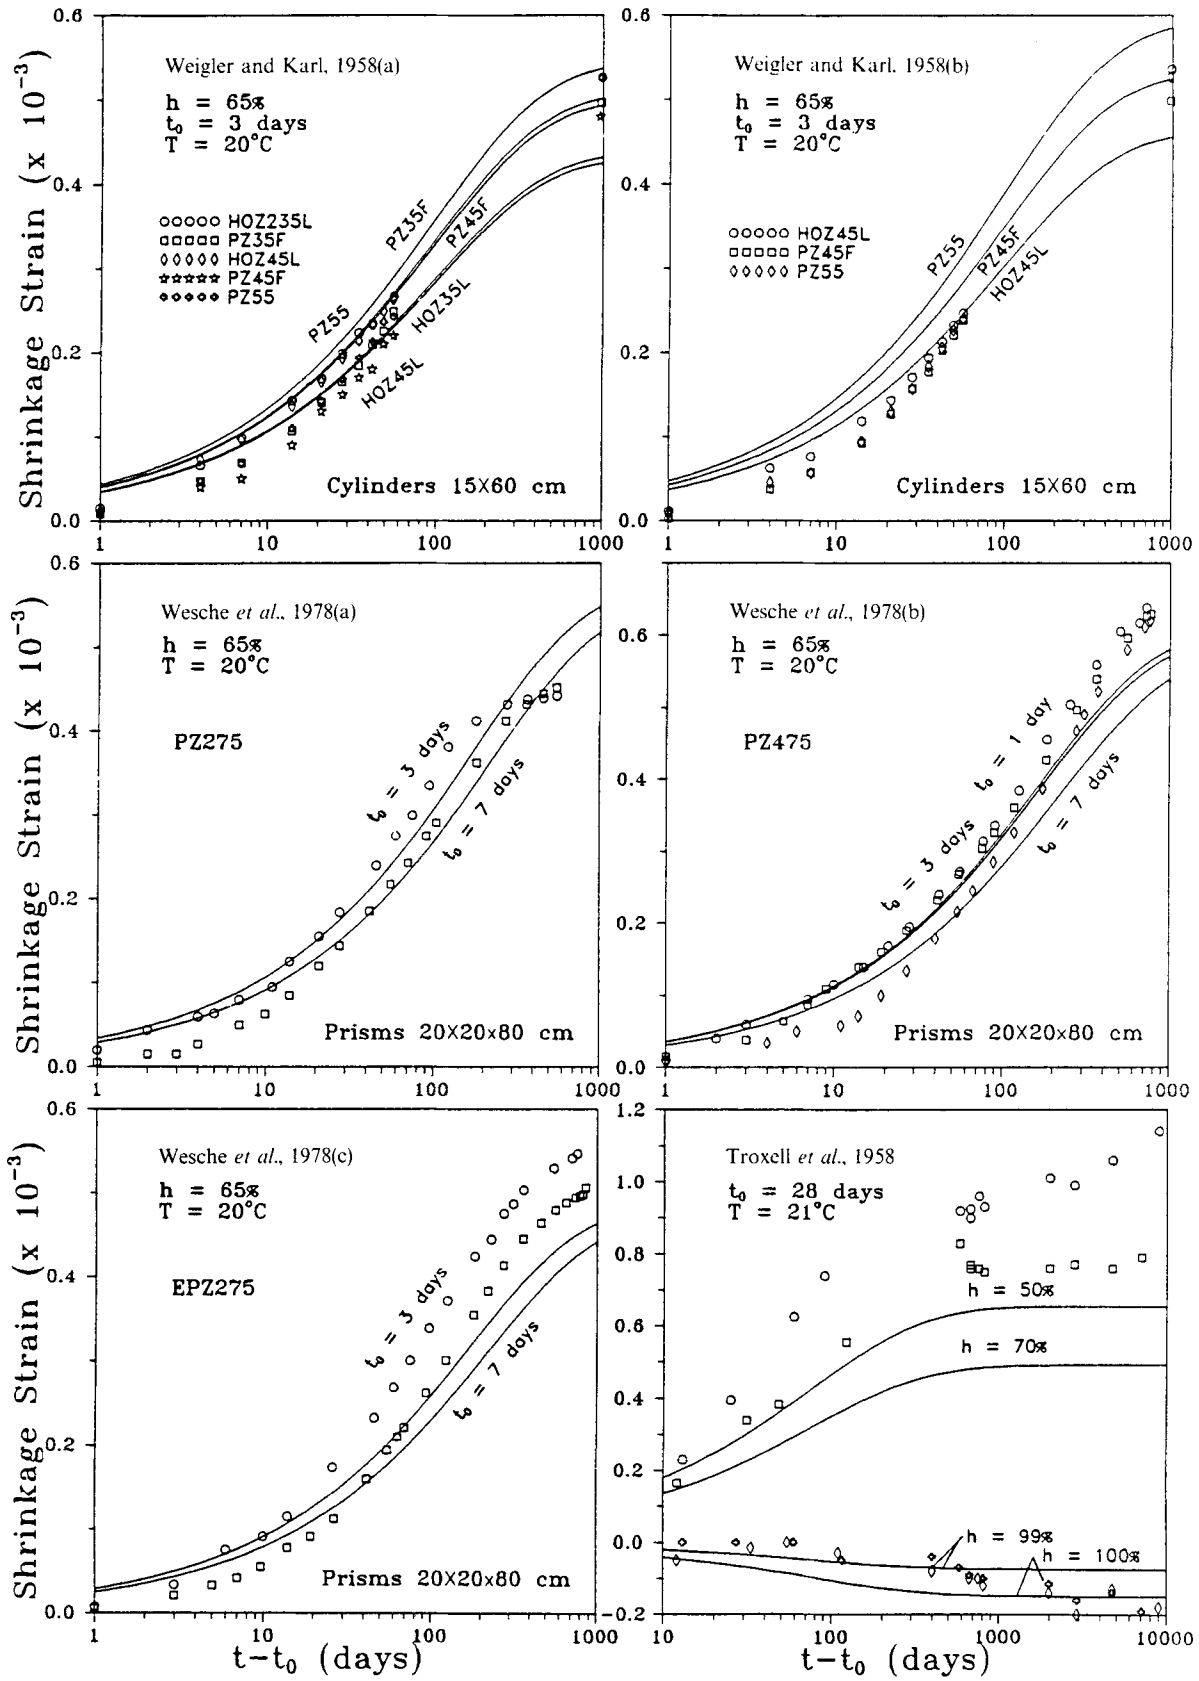 Shrinkage Strain (x 10⁻³)
0.6
0.4
0.2
0.0
Weigler and Karl, 1958(a)
h = 65%
t₀ = 3 days
T = 20°C
○○○○ HOZ235L
□□□□ PZ35F
◊◊◊◊ HOZ45L
☆☆☆☆ PZ45F
PZ55
PZ35F
PZ45F
PZ55
HOZ35L
HOZ45L
Cylinders 15X60 cm
1 10 100 1000
0.6
0.4
0.2
0.0
Weigler and Karl. 1958(b)
h = 65%
t₀ = 3 days
T = 20°C
○○○○ HOZ45L
□□□□ PZ45F
◊◊◊◊ PZ55
PZ55
PZ45F
HOZ45L
Cylinders 15X60 cm
1 10 100 1000
Shrinkage Strain (x 10⁻³)
0.6
0.4
0.2
0.0
Wesche et al., 1978(a)
h = 65%
T = 20°C
PZ275
t₀ = 3 days
t₀ = 7 days
Prisms 20X20x80 cm
1 10 100 1000
0.6
0.4
0.2
0.0
Wesche et al., 1978(b)
h = 65%
T = 20°C
PZ475
t₀ = 1 day
t₀ = 3 days
t₀ = 7 days
Prisms 20X20x80 cm
1 10 100 1000
Shrinkage Strain (x 10⁻³)
0.6
0.4
0.2
0.0
Wesche et al., 1978(c)
h = 65%
T = 20°C
EPZ275
t₀ = 3 days
t₀ = 7 days
Prisms 20X20x80 cm
1 10 100 1000
t-t₀ (days)
1.2
1.0
0.8
0.6
0.4
0.2
0.0
-0.2
Troxell et al., 1958
t₀ = 28 days
T = 21°C
h = 50%
h = 70%
h = 99%
h = 100%
10 100 1000 10000
t-t₀ (days)